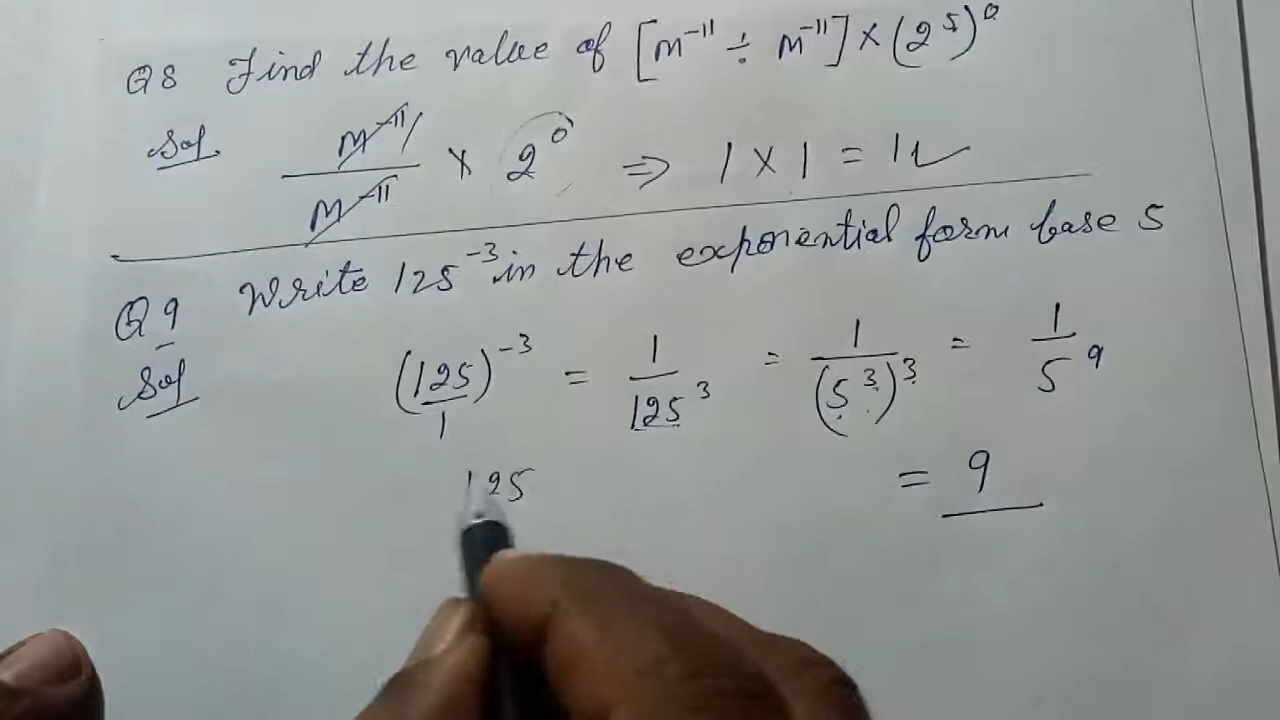 Q8 Find the value of [m⁻¹¹ ÷ m⁻¹¹] × (2⁵)⁰
Sol m⁻¹¹ / m⁻¹¹ × 2⁰ ⇒ 1 × 1 = 1
Q9 Write 125⁻³ in the exponential form base 5
Sol (125/1)⁻³ = 1/125³ = 1/(5³)³ = 1/5⁹
125 = 9